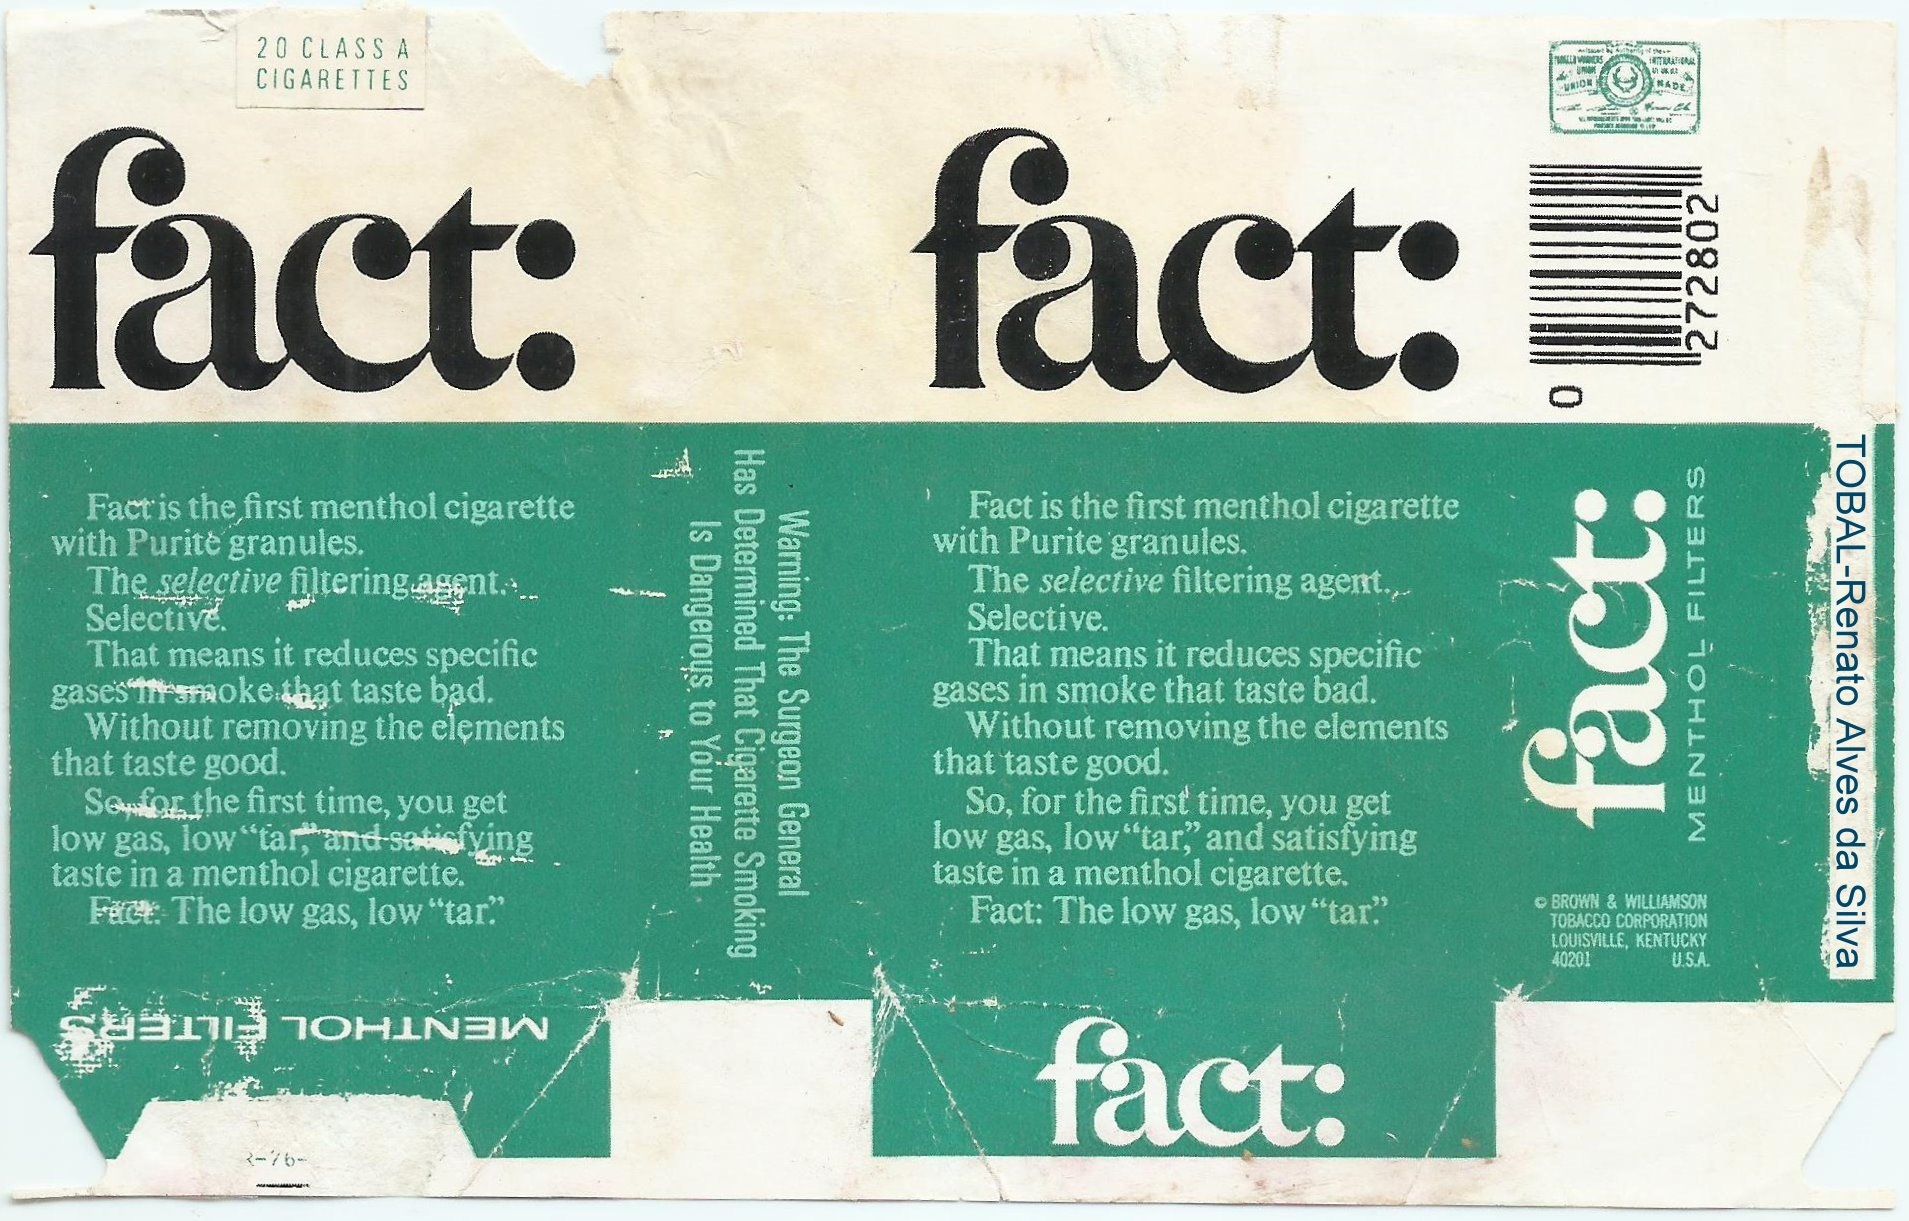 20 CLASS A
CIGARETTES
fact:
Fact is the first menthol cigarette
with Purite granules.
The selective filtering agent.
Selective.
That means it reduces specific
gases in smoke that taste bad.
Without removing the elements
that taste good.
So, for the first time, you get
low gas, low “tar,” and satisfying
taste in a menthol cigarette.
Fact: The low gas, low “tar.”
MENTHOL FILTERS
Warning: The Surgeon General
Has Determined That Cigarette Smoking
Is Dangerous to Your Health
fact:
Fact is the first menthol cigarette
with Purite granules.
The selective filtering agent.
Selective.
That means it reduces specific
gases in smoke that taste bad.
Without removing the elements
that taste good.
So, for the first time, you get
low gas, low “tar,” and satisfying
taste in a menthol cigarette.
Fact: The low gas, low “tar.”
fact:
UNION MADE
0 272802
fact:
MENTHOL FILTERS
© BROWN & WILLIAMSON
TOBACCO CORPORATION
LOUISVILLE, KENTUCKY
40201 U.S.A.
TOBAL-Renato Alves da Silva